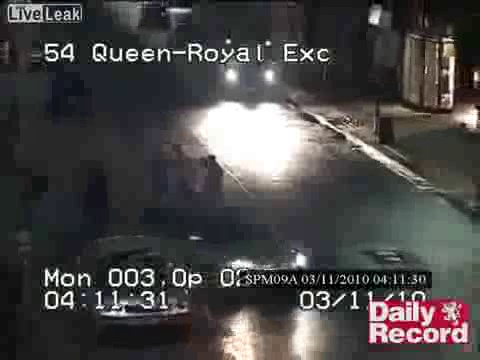 LiveLeak
54 Queen-Royal Exc
Mon 003.0p
SPM09A 03/11/2010 04:11:30
04:11:31
03/11/10
Daily
Record